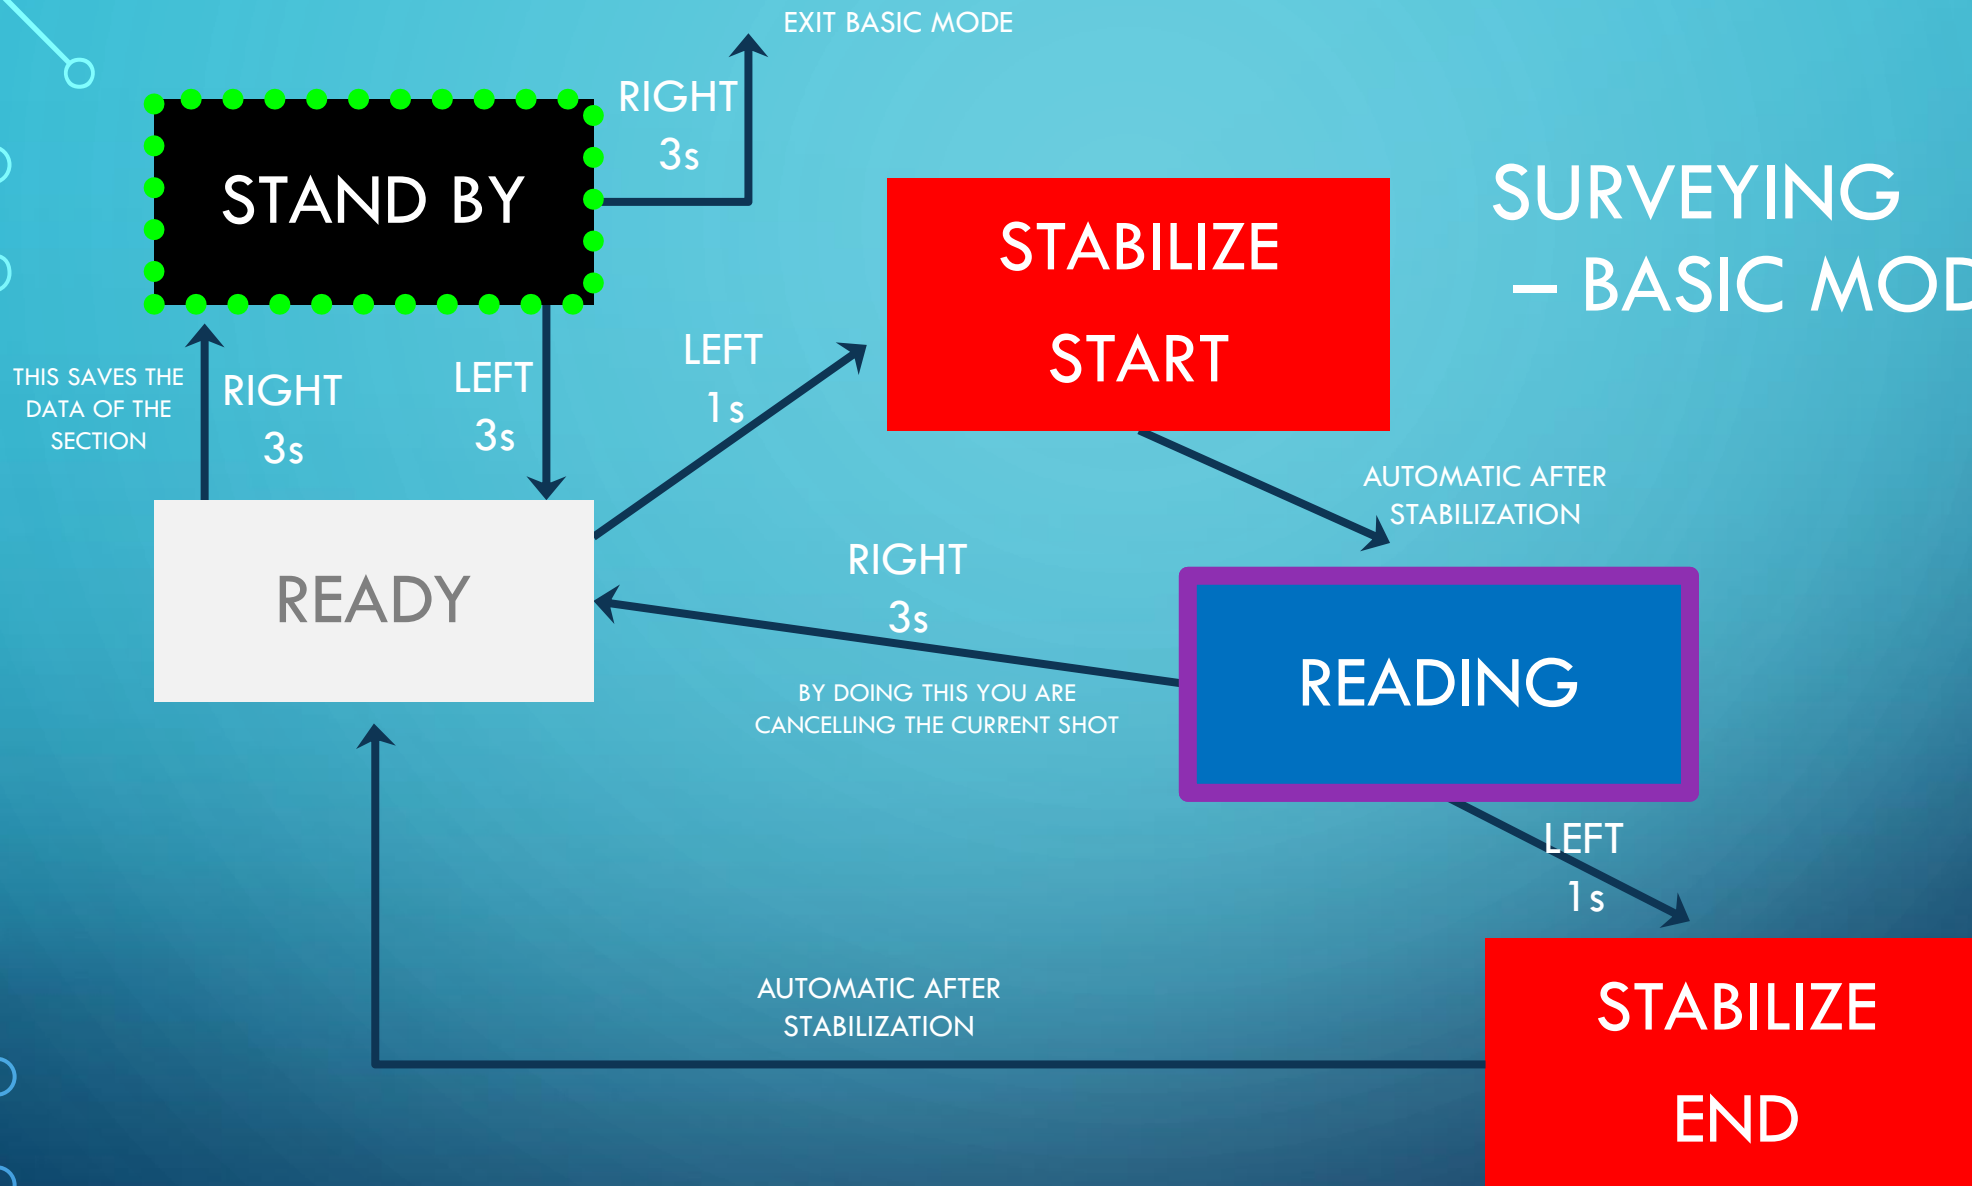 EXIT BASIC MODE
RIGHT
3s
STAND BY
SURVEYING
– BASIC MOD
STABILIZE
START
THIS SAVES THE
DATA OF THE
SECTION
RIGHT
3s
LEFT
3s
LEFT
1s
AUTOMATIC AFTER
STABILIZATION
READY
RIGHT
3s
BY DOING THIS YOU ARE
CANCELLING THE CURRENT SHOT
READING
LEFT
1s
AUTOMATIC AFTER
STABILIZATION
STABILIZE
END